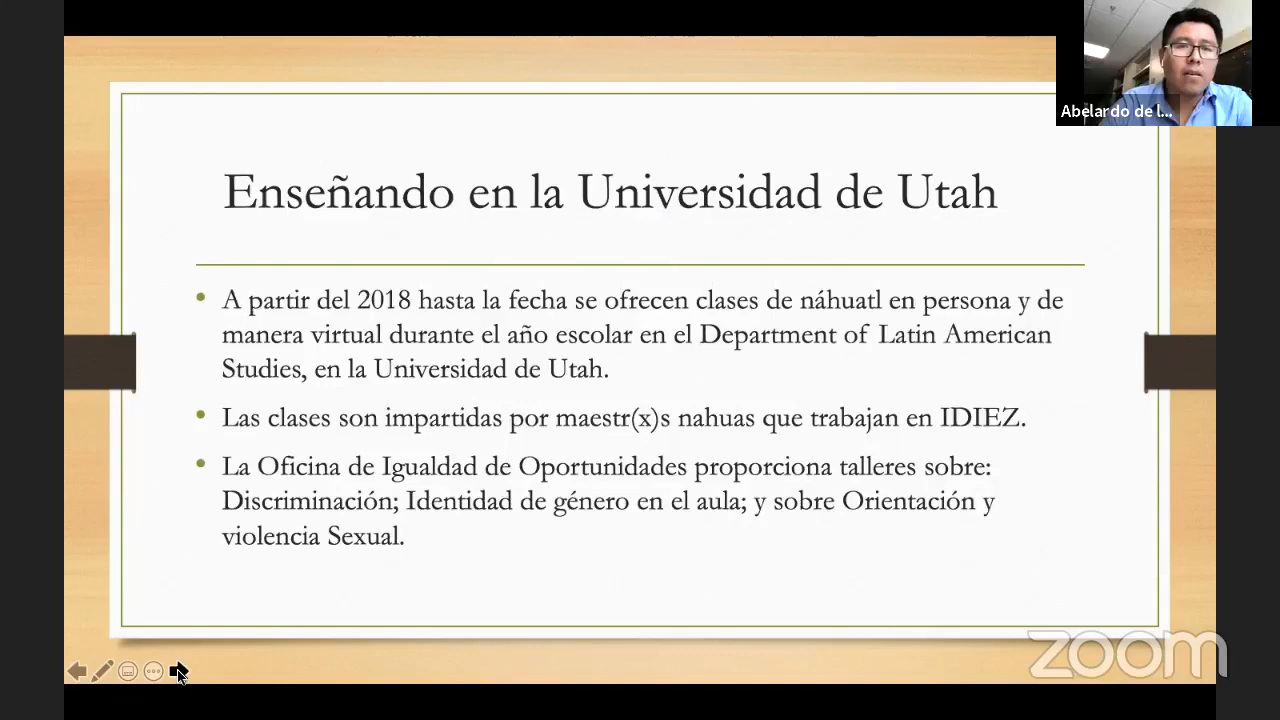 Abelardo de l...
Enseñando en la Universidad de Utah
• A partir del 2018 hasta la fecha se ofrecen clases de náhuatl en persona y de
manera virtual durante el año escolar en el Department of Latin American
Studies, en la Universidad de Utah.
• Las clases son impartidas por maestr(x)s nahuas que trabajan en IDIEZ.
• La Oficina de Igualdad de Oportunidades proporciona talleres sobre:
Discriminación; Identidad de género en el aula; y sobre Orientación y
violencia Sexual.
zoom